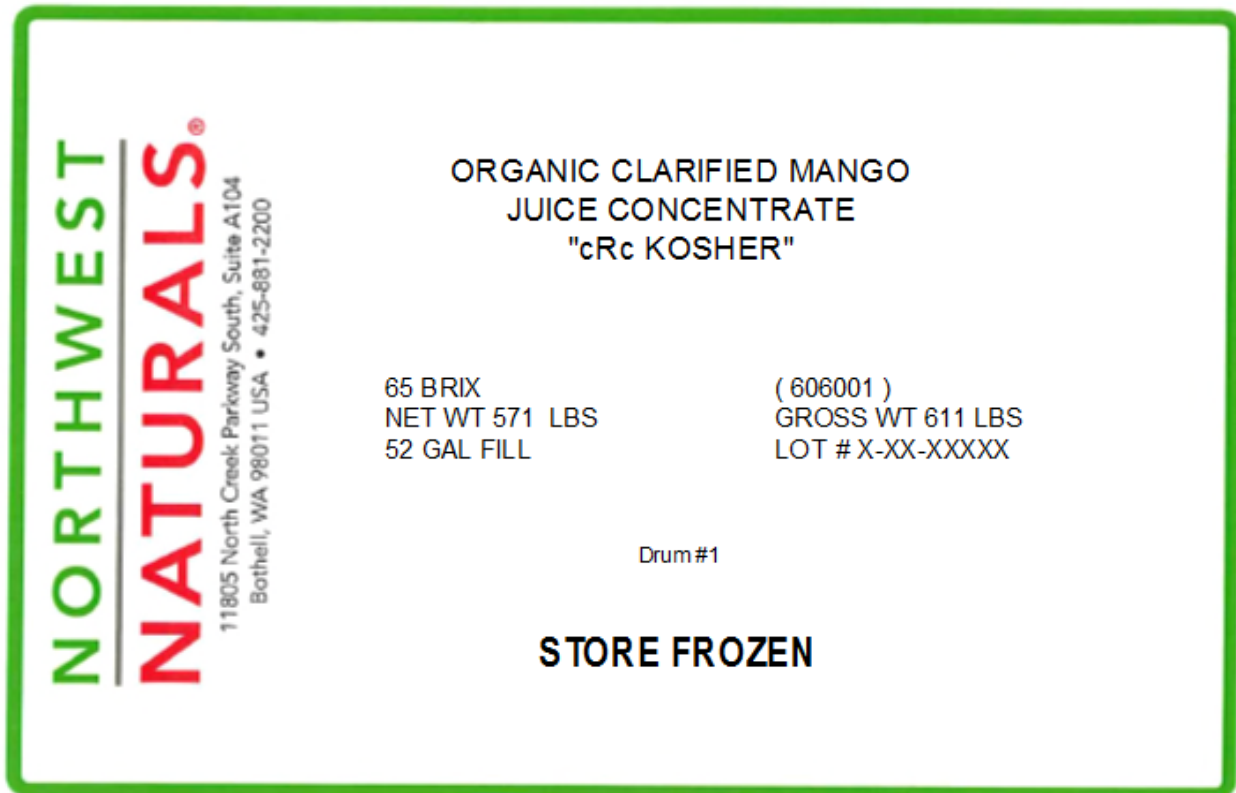 NORTHWEST
NATURALS®
11805 North Creek Parkway South, Suite A104
Bothell, WA 98011 USA • 425-881-2200
ORGANIC CLARIFIED MANGO
JUICE CONCENTRATE
"cRc KOSHER"
65 BRIX
NET WT 571 LBS
52 GAL FILL
( 606001 )
GROSS WT 611 LBS
LOT # X-XX-XXXXX
Drum #1
STORE FROZEN